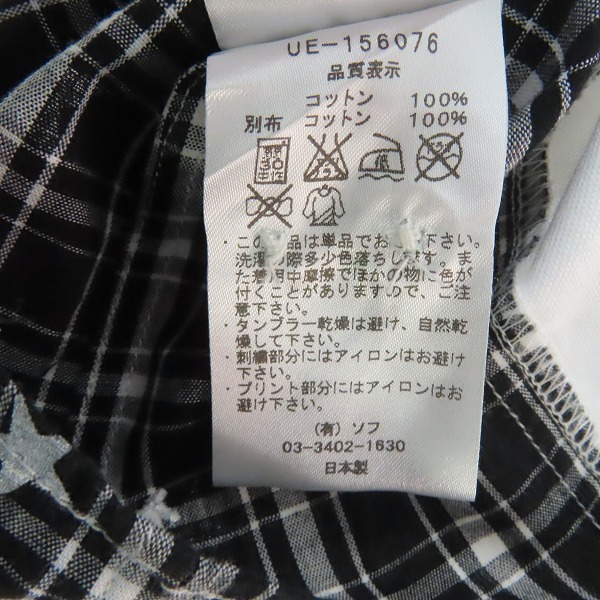 UE-156076
品質表示
コットン 100%
別布 コットン 100%
低
・この 品は単品でお 下さい。
洗濯の際多少色落ちします。ま
た着用中摩擦でほかの物に色が
付くことがありますので、ご注
意下さい。
・タンブラー乾燥は避け、自然乾
燥して下さい。
・刺繍部分にはアイロンはお避け
下さい。
・プリント部分にはアイロンはお
避け下さい。
(有) ソフ
03-3402-1630
日本製